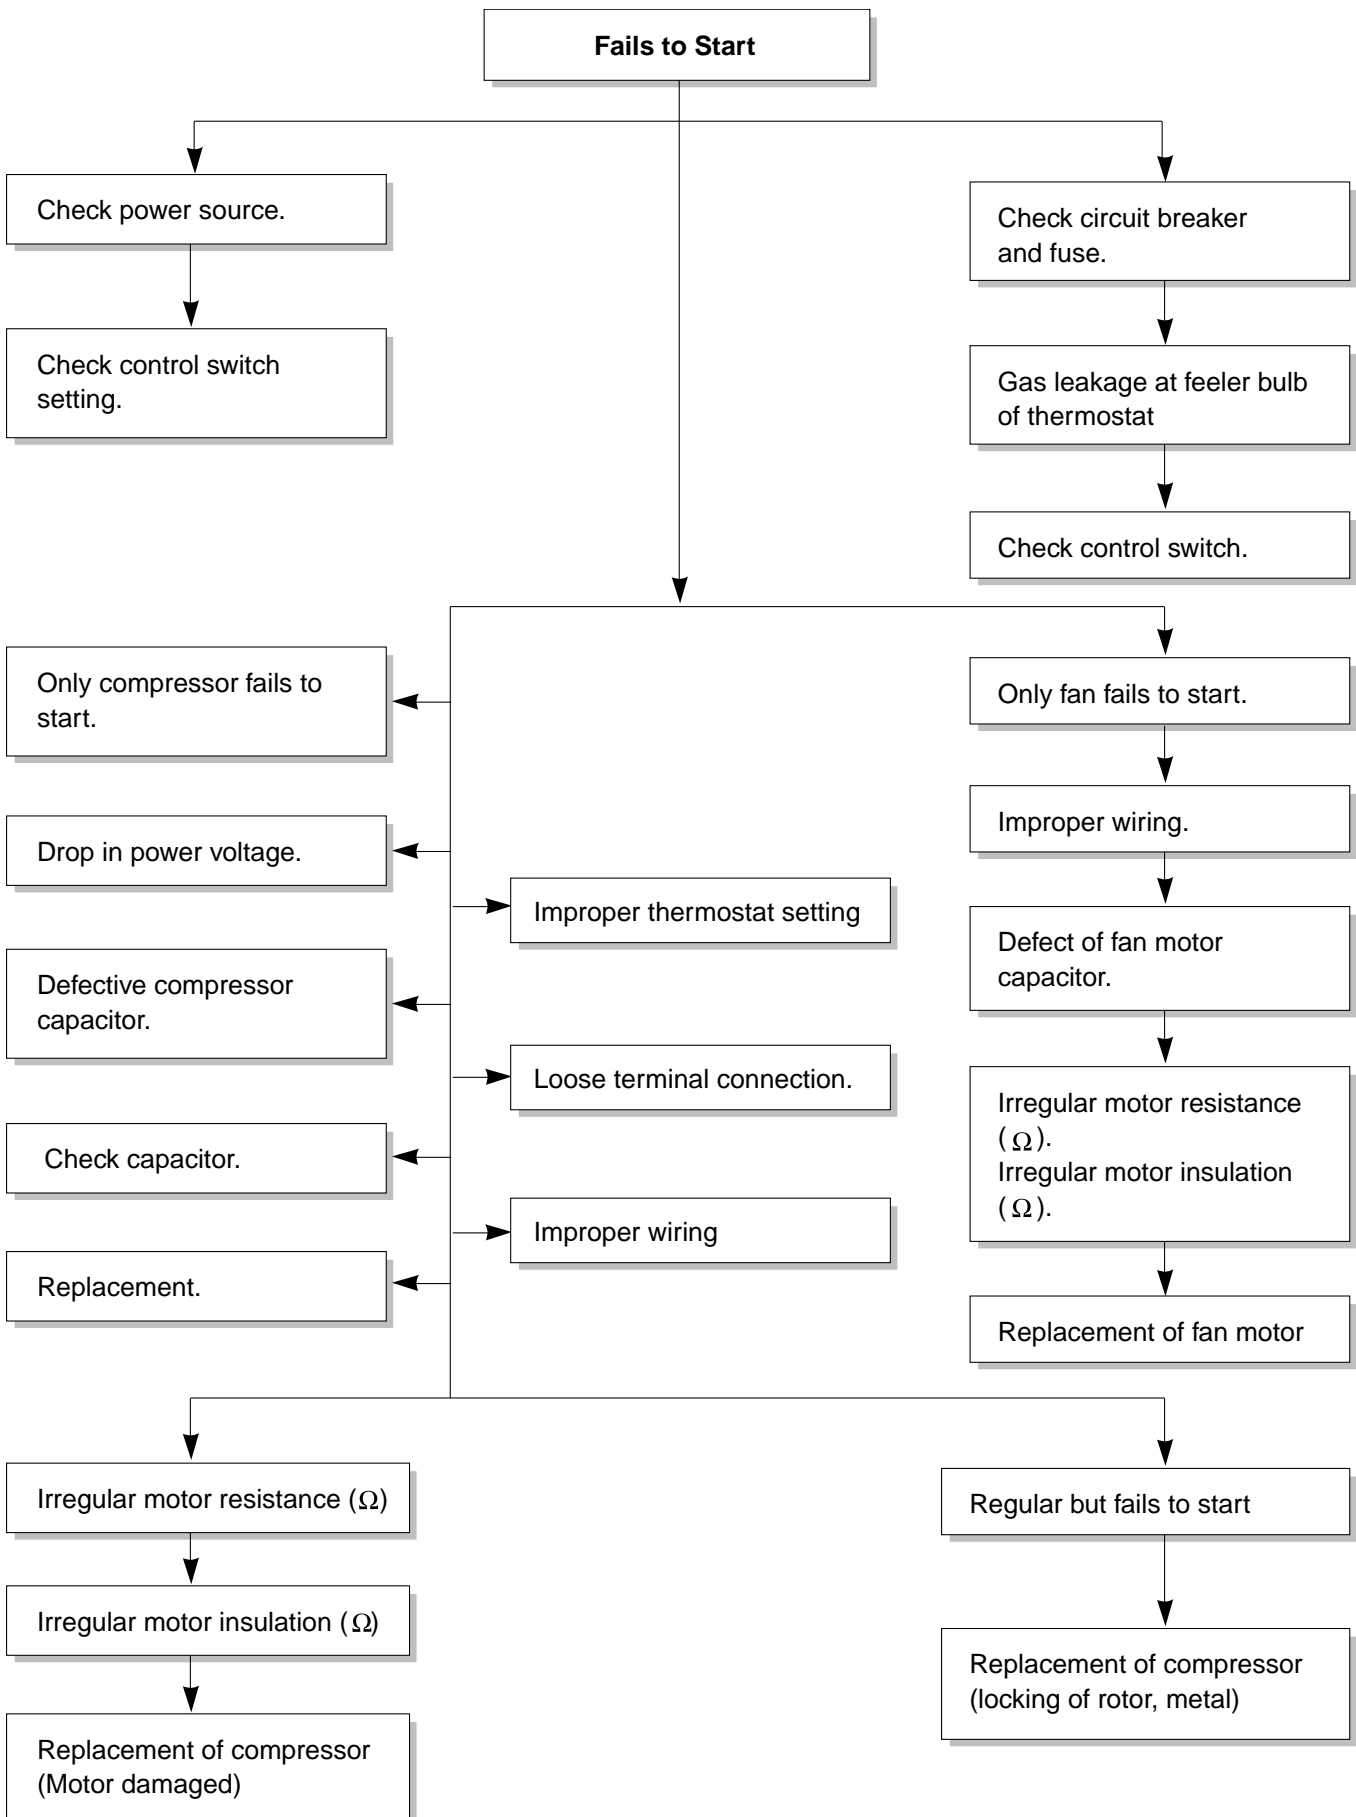 Fails to Start
Check power source.
Check circuit breaker
and fuse.
Check control switch
setting.
Gas leakage at feeler bulb
of thermostat
Check control switch.
Only compressor fails to
start.
Only fan fails to start.
Drop in power voltage.
Improper wiring.
Improper thermostat setting
Defective compressor
capacitor.
Defect of fan motor
capacitor.
Loose terminal connection.
Irregular motor resistance
(Ω).
Irregular motor insulation
(Ω).
Check capacitor.
Improper wiring
Replacement.
Replacement of fan motor
Irregular motor resistance (Ω)
Regular but fails to start
Irregular motor insulation (Ω)
Replacement of compressor
(locking of rotor, metal)
Replacement of compressor
(Motor damaged)